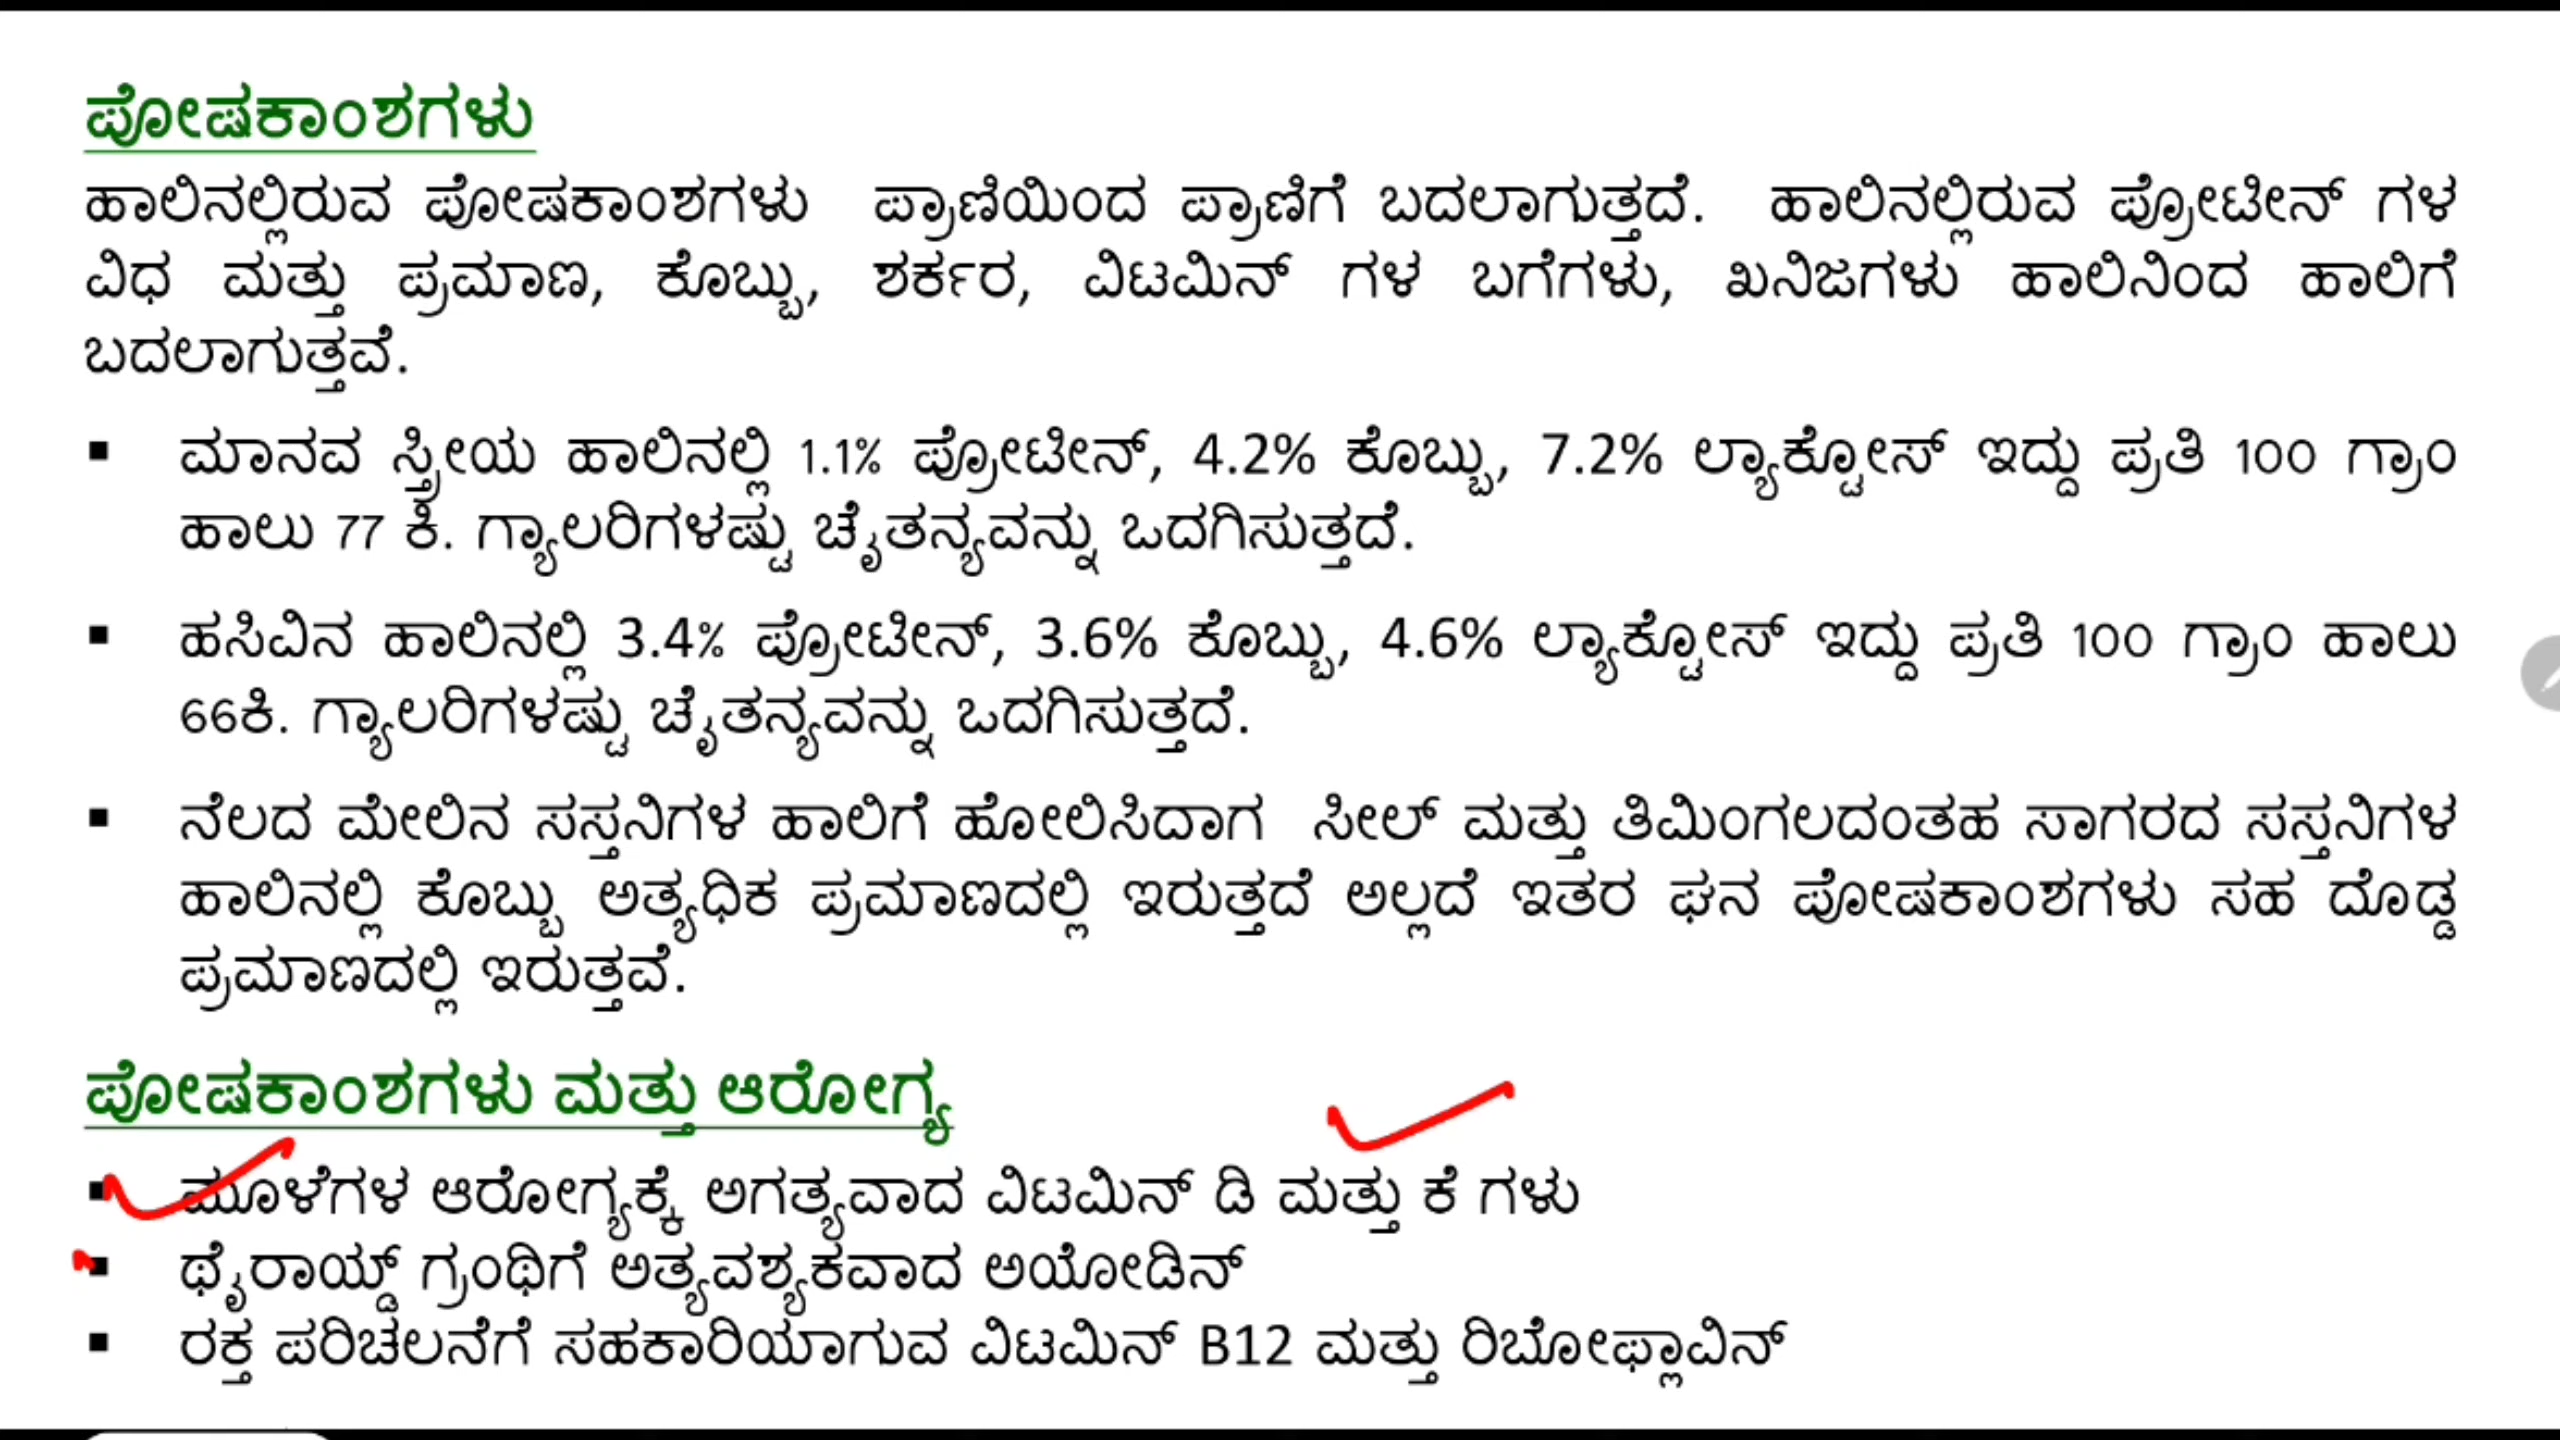 ಪೋಷಕಾಂಶಗಳು
ಹಾಲಿನಲ್ಲಿರುವ ಪೋಷಕಾಂಶಗಳು ಪ್ರಾಣಿಯಿಂದ ಪ್ರಾಣಿಗೆ ಬದಲಾಗುತ್ತದೆ. ಹಾಲಿನಲ್ಲಿರುವ ಪ್ರೋಟೀನ್ ಗಳ
ವಿಧ ಮತ್ತು ಪ್ರಮಾಣ, ಕೊಬ್ಬು, ಶರ್ಕರ, ವಿಟಮಿನ್ ಗಳ ಬಗೆಗಳು, ಖನಿಜಗಳು ಹಾಲಿನಿಂದ ಹಾಲಿಗೆ
ಬದಲಾಗುತ್ತವೆ.
▪ ಮಾನವ ಸ್ತ್ರೀಯ ಹಾಲಿನಲ್ಲಿ 1.1% ಪ್ರೋಟೀನ್, 4.2% ಕೊಬ್ಬು, 7.2% ಲ್ಯಾಕ್ಟೋಸ್ ಇದ್ದು ಪ್ರತಿ 100 ಗ್ರಾಂ
ಹಾಲು 77 ಕಿ. ಗ್ಯಾಲರಿಗಳಷ್ಟು ಚೈತನ್ಯವನ್ನು ಒದಗಿಸುತ್ತದೆ.
▪ ಹಸಿವಿನ ಹಾಲಿನಲ್ಲಿ 3.4% ಪ್ರೋಟೀನ್, 3.6% ಕೊಬ್ಬು, 4.6% ಲ್ಯಾಕ್ಟೋಸ್ ಇದ್ದು ಪ್ರತಿ 100 ಗ್ರಾಂ ಹಾಲು
66ಕಿ. ಗ್ಯಾಲರಿಗಳಷ್ಟು ಚೈತನ್ಯವನ್ನು ಒದಗಿಸುತ್ತದೆ.
▪ ನೆಲದ ಮೇಲಿನ ಸಸ್ತನಿಗಳ ಹಾಲಿಗೆ ಹೋಲಿಸಿದಾಗ ಸೀಲ್ ಮತ್ತು ತಿಮಿಂಗಲದಂತಹ ಸಾಗರದ ಸಸ್ತನಿಗಳ
ಹಾಲಿನಲ್ಲಿ ಕೊಬ್ಬು ಅತ್ಯಧಿಕ ಪ್ರಮಾಣದಲ್ಲಿ ಇರುತ್ತದೆ ಅಲ್ಲದೆ ಇತರ ಘನ ಪೋಷಕಾಂಶಗಳು ಸಹ ದೊಡ್ಡ
ಪ್ರಮಾಣದಲ್ಲಿ ಇರುತ್ತವೆ.
ಪೋಷಕಾಂಶಗಳು ಮತ್ತು ಆರೋಗ್ಯ
▪ ಮೂಳೆಗಳ ಆರೋಗ್ಯಕ್ಕೆ ಅಗತ್ಯವಾದ ವಿಟಮಿನ್ ಡಿ ಮತ್ತು ಕೆ ಗಳು
▪ ಥೈರಾಯ್ಡ್ ಗ್ರಂಥಿಗೆ ಅತ್ಯವಶ್ಯಕವಾದ ಅಯೋಡಿನ್
▪ ರಕ್ತ ಪರಿಚಲನೆಗೆ ಸಹಕಾರಿಯಾಗುವ ವಿಟಮಿನ್ B12 ಮತ್ತು ರಿಬೋಫ್ಲಾವಿನ್